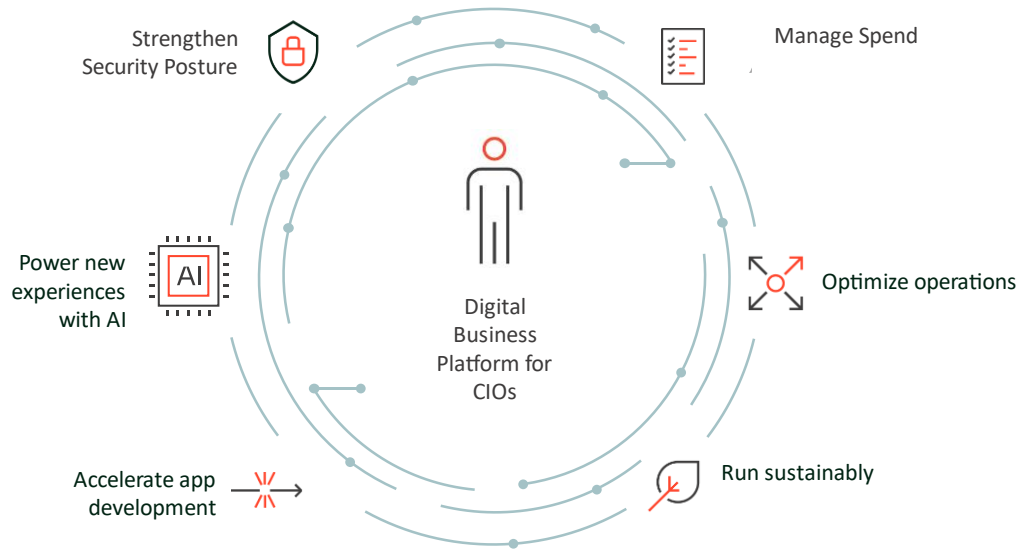 Strengthen
Security Posture
Manage Spend
Power new
experiences
with AI
AI
Digital
Business
Platform for
CIOs
Optimize operations
Accelerate app
development
Run sustainably